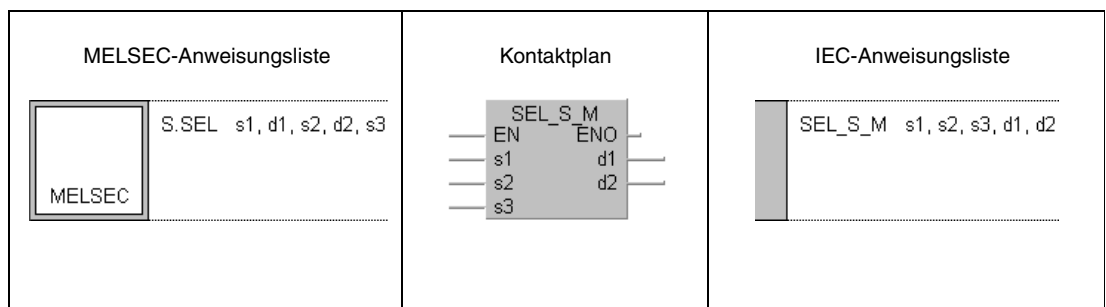 MELSEC-Anweisungsliste
MELSEC
S.SEL s1, d1, s2, d2, s3
Kontaktplan
SEL_S_M
EN ENO
s1 d1
s2 d2
s3
IEC-Anweisungsliste
SEL_S_M s1, s2, s3, d1, d2